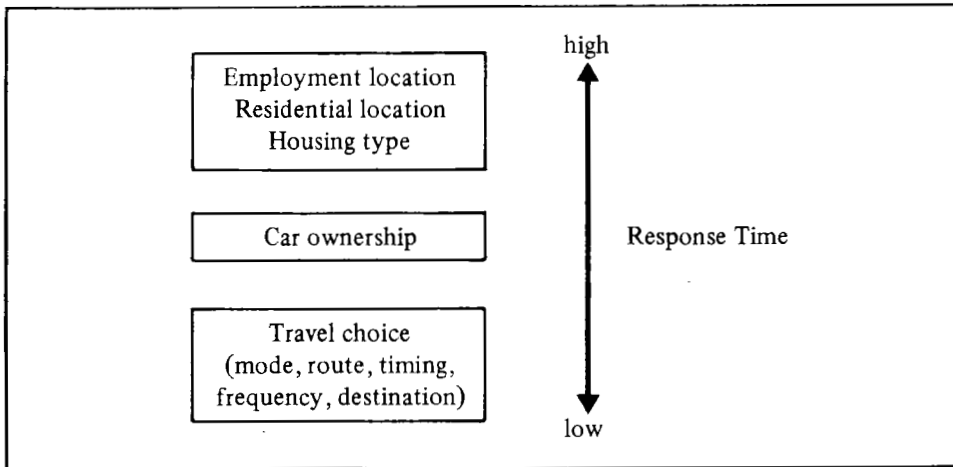 high
Employment location
Residential location
Housing type
Car ownership
Response Time
Travel choice
(mode, route, timing,
frequency, destination)
low